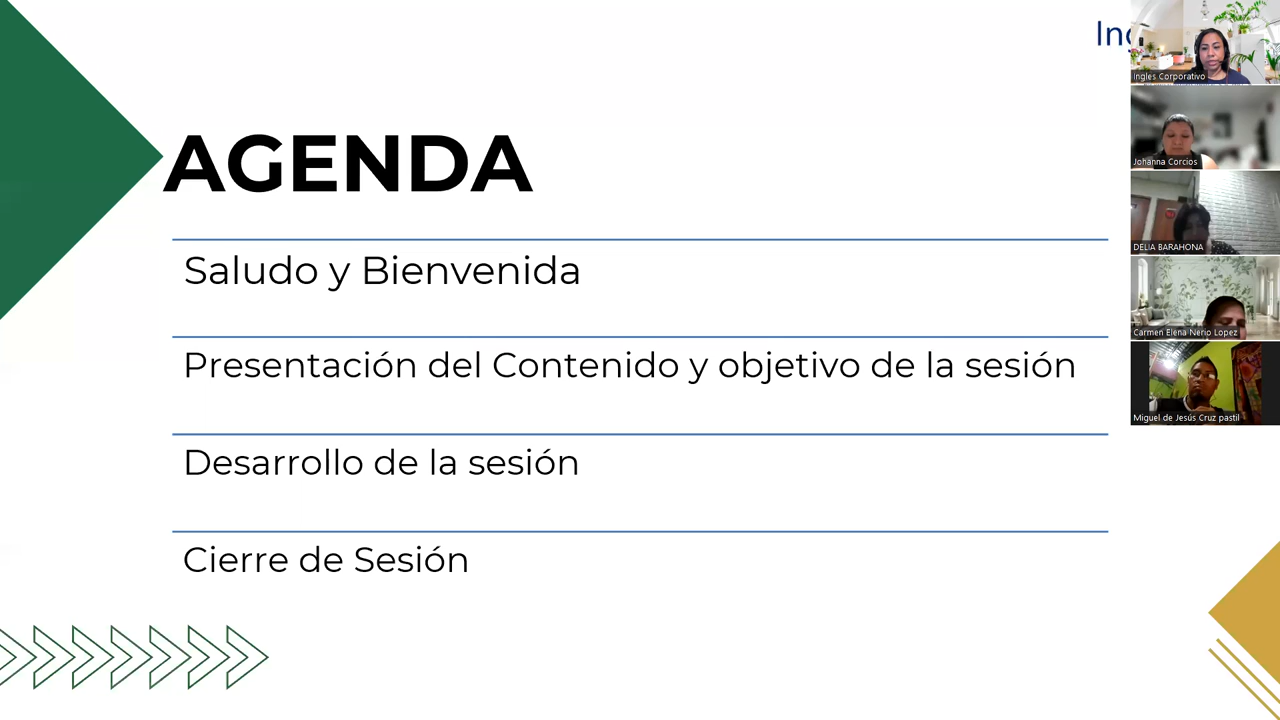 AGENDA
Saludo y Bienvenida
Presentación del Contenido y objetivo de la sesión
Desarrollo de la sesión
Cierre de Sesión
Ingles Corporativo
Johanna Corcios
DELIA BARAHONA
Carmen Elena Nerio Lopez
Miguel de Jesús Cruz pastil